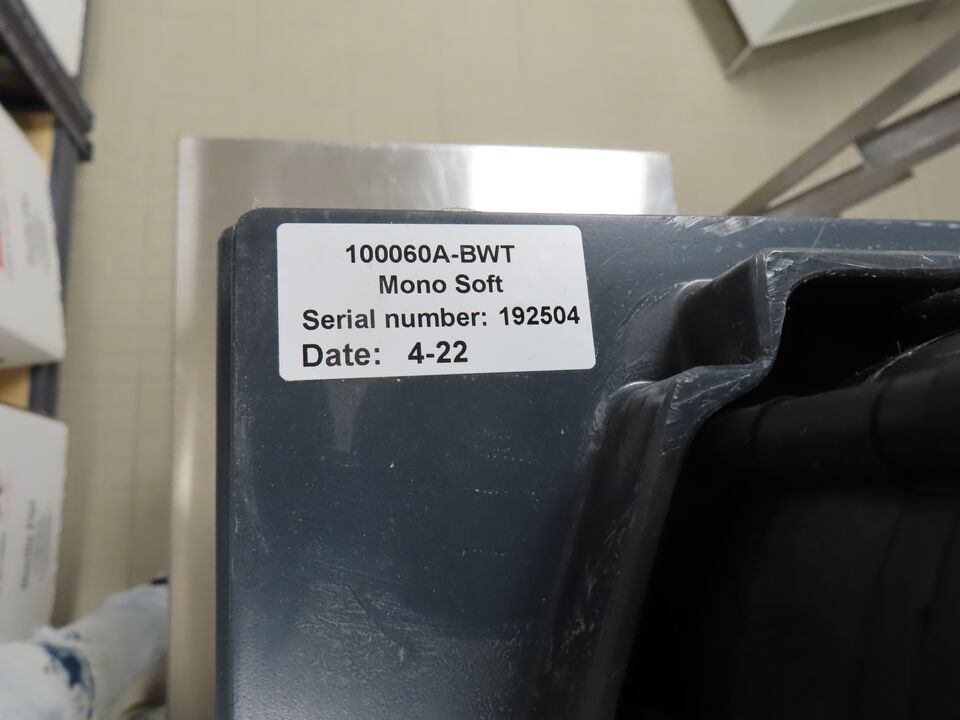 100060A-BWT
Mono Soft
Serial number: 192504
Date: 4-22